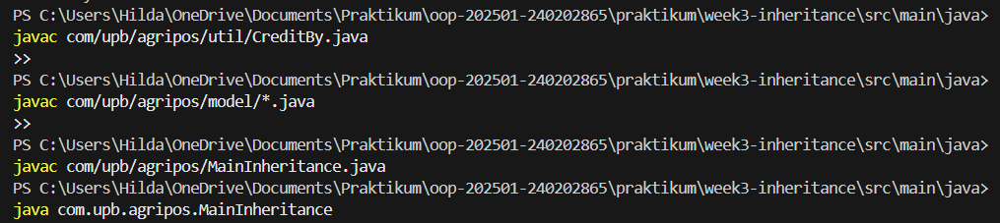 PS C:\Users\Hilda\OneDrive\Documents\Praktikum\oop-202501-240202865\praktikum\week3-inheritance\src\main\java>
javac com/upb/agripos/util/CreditBy.java
>>
PS C:\Users\Hilda\OneDrive\Documents\Praktikum\oop-202501-240202865\praktikum\week3-inheritance\src\main\java>
javac com/upb/agripos/model/*.java
>>
PS C:\Users\Hilda\OneDrive\Documents\Praktikum\oop-202501-240202865\praktikum\week3-inheritance\src\main\java>
javac com/upb/agripos/MainInheritance.java
PS C:\Users\Hilda\OneDrive\Documents\Praktikum\oop-202501-240202865\praktikum\week3-inheritance\src\main\java>
java com.upb.agripos.MainInheritance